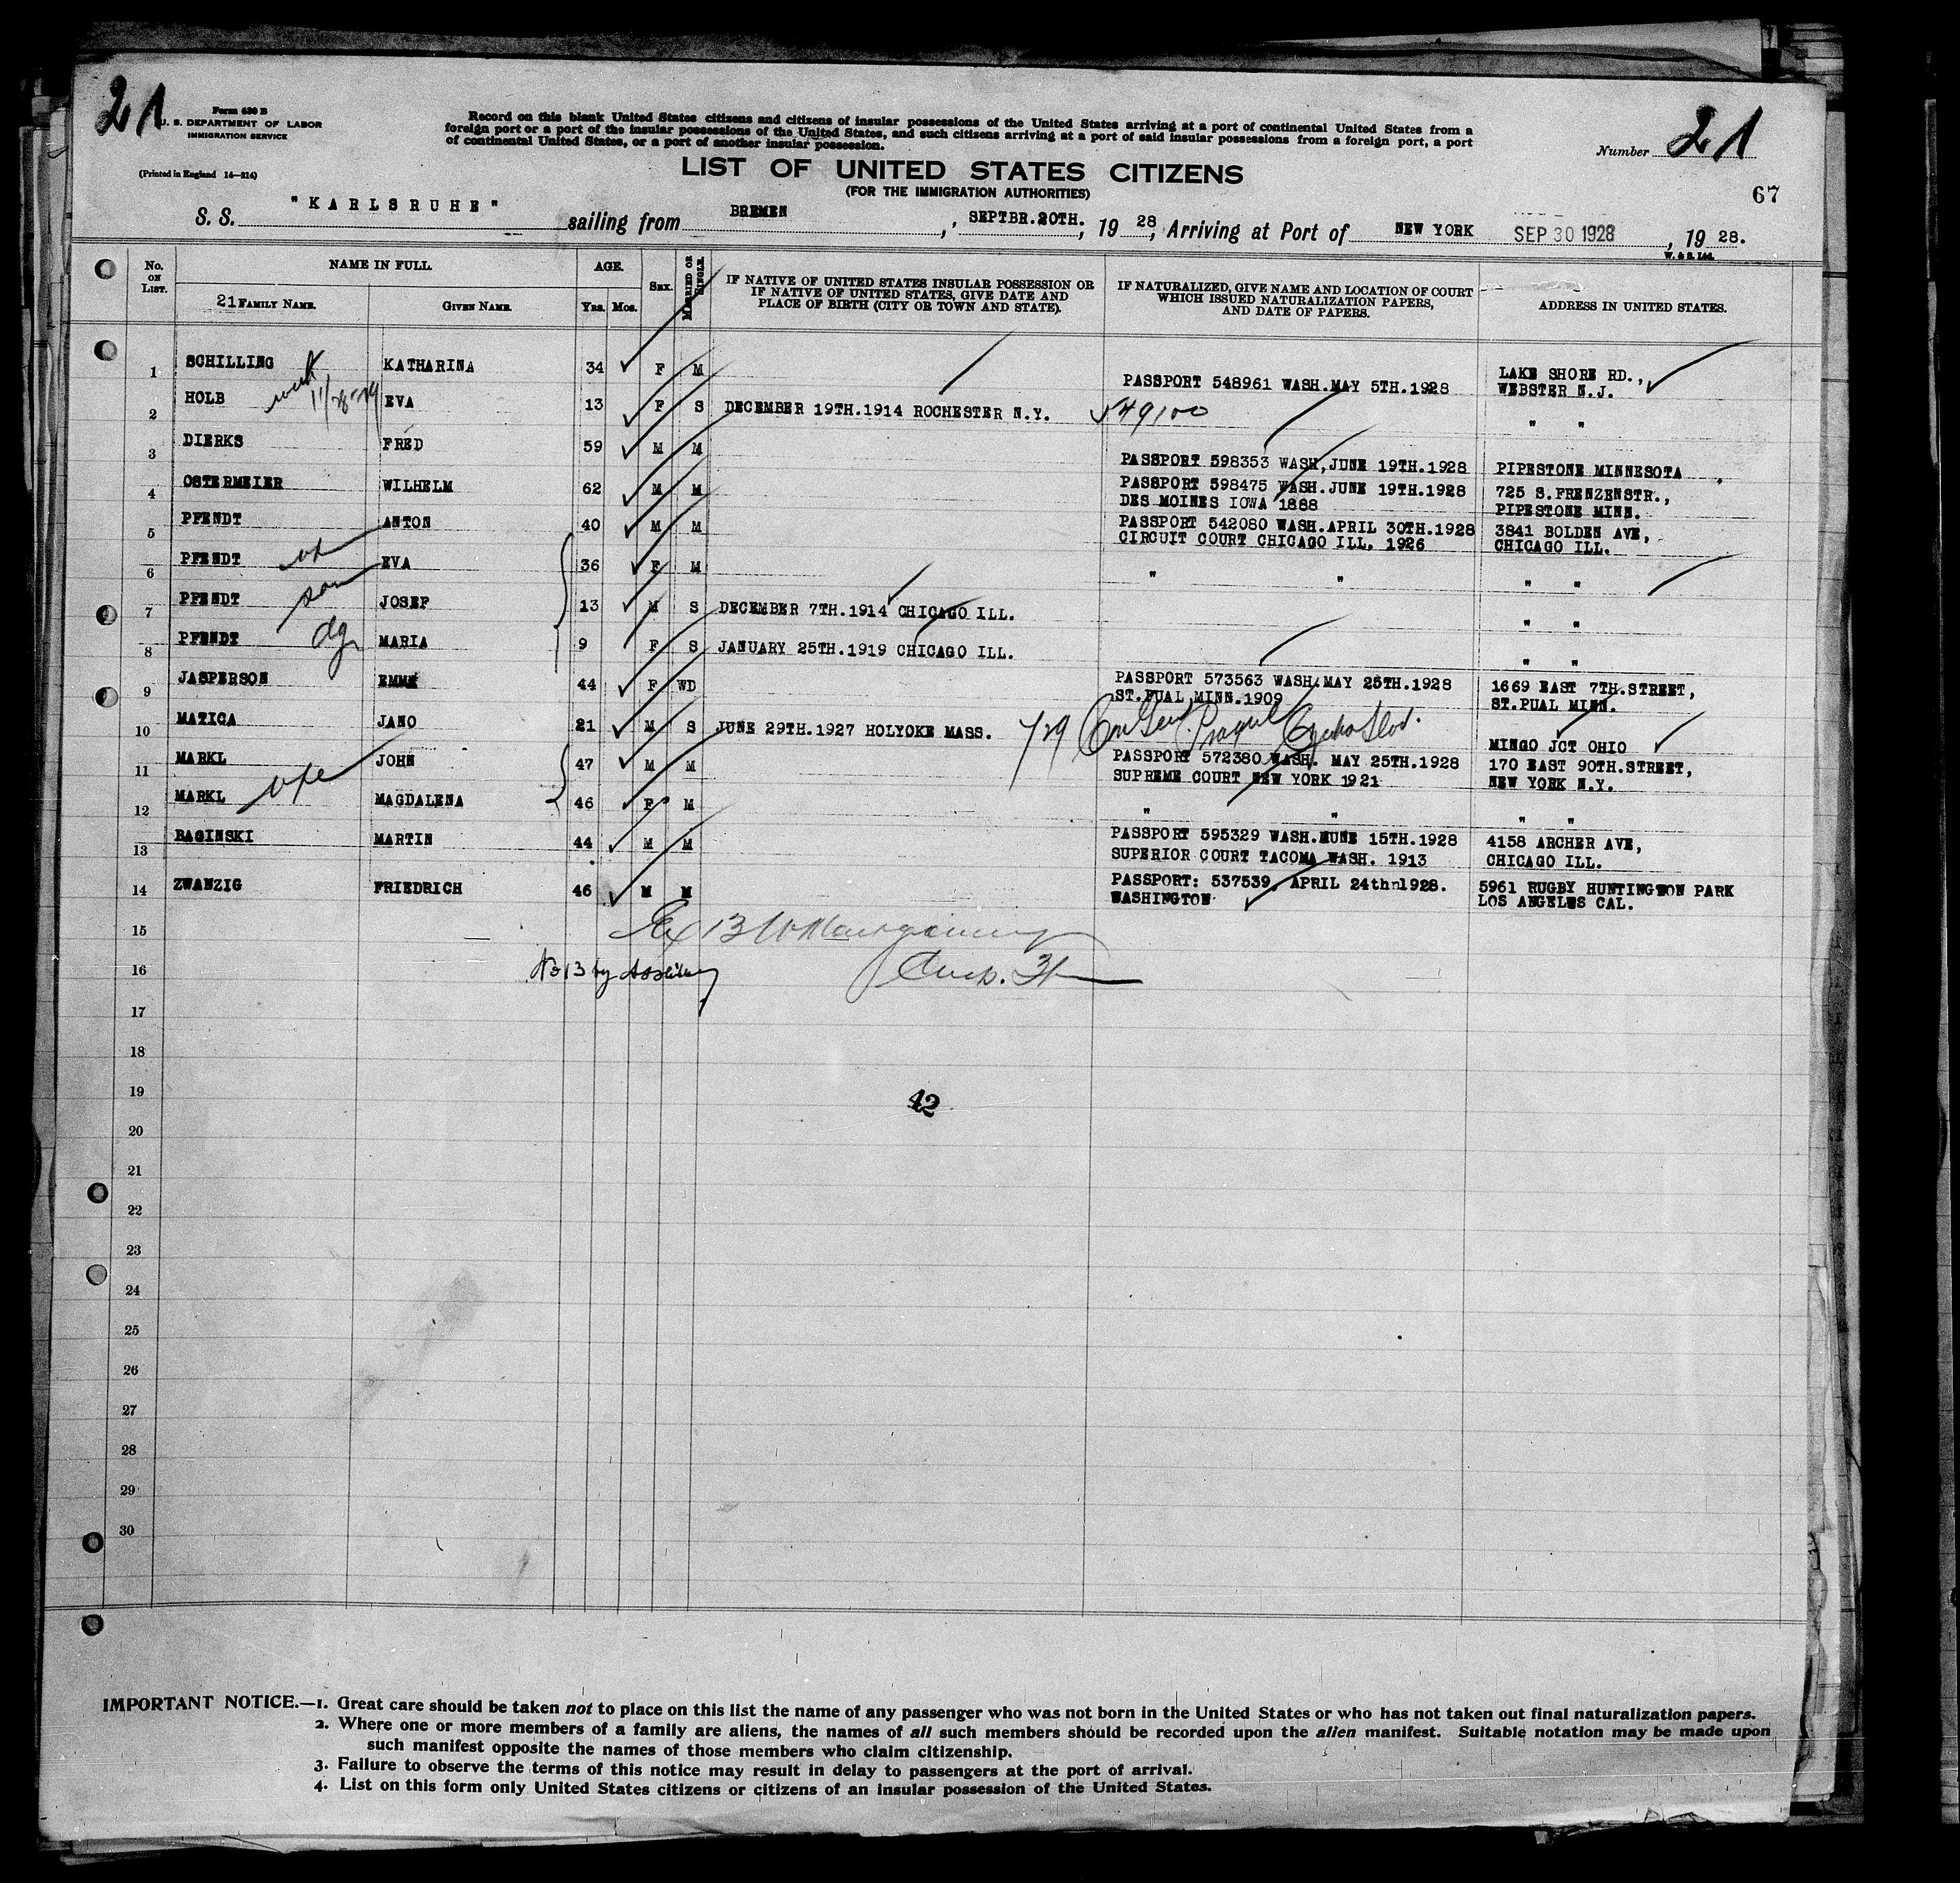 21
Form 630 B
U. S. DEPARTMENT OF LABOR
IMMIGRATION SERVICE
(Printed in England 14—214)
Record on this blank United States citizens and citizens of insular possessions of the United States arriving at a port of continental United States from a
foreign port or a port of the insular possessions of the United States, and such citizens arriving at a port of said insular possessions from a foreign port, a port
of continental United States, or a port of another insular possession.
Number 21
LIST OF UNITED STATES CITIZENS
(FOR THE IMMIGRATION AUTHORITIES)
67
S. S. "KARLSRUHE" sailing from BREMEN, SEPTBR.20TH. 19 28, Arriving at Port of NEW YORK SEP 30 1928, 19 28.
W. & S. Ltd.
No. ON LIST. NAME IN FULL. AGE. Sex. MARRIED OR SINGLE. IF NATIVE OF UNITED STATES INSULAR POSSESSION OR IF NATIVE OF UNITED STATES, GIVE DATE AND PLACE OF BIRTH (CITY OR TOWN AND STATE). IF NATURALIZED, GIVE NAME AND LOCATION OF COURT WHICH ISSUED NATURALIZATION PAPERS, AND DATE OF PAPERS. ADDRESS IN UNITED STATES.
21 FAMILY NAME. GIVEN NAME. Yrs. Mos.
1 SCHILLING KATHARINA 34 F M PASSPORT 548961 WASH.MAY 5TH.1928 LAKE SHORE RD., WEBSTER N.J.
2 HOLB EVA 13 F S DECEMBER 19TH.1914 ROCHESTER N.Y. 549100 " "
3 DIERKS FRED 59 M M PASSPORT 598353 WASH,JUNE 19TH.1928 PIPESTONE MINNESOTA
4 OSTERMEIER WILHELM 62 M M PASSPORT 598475 WASH.JUNE 19TH.1928 725 S.FRENZENSTR.,
DES MOINES IOWA 1888 PIPESTONE MINN.
5 PFENDT ANTON 40 M M PASSPORT 542080 WASH.APRIL 30TH.1928 3841 BOLDEN AVE,
CIRCUIT COURT CHICAGO ILL. 1926 CHICAGO ILL.
6 PFENDT EVA 36 F M " " " "
7 PFENDT son JOSEF 13 M S DECEMBER 7TH.1914 CHICAGO ILL. " "
8 PFENDT dg MARIA 9 F S JANUARY 25TH.1919 CHICAGO ILL. " "
9 JASPERSON EMMA 44 F WD PASSPORT 573563 WASH.MAY 25TH.1928 1669 EAST 7TH.STREET,
ST.PUAL MINN.1909 ST.PUAL MINN.
10 MATICA JANO 21 M S JUNE 29TH.1927 HOLYOKE MASS. 729 Con Gen Prague Czecho Slov. MINGO JCT OHIO
11 MARKL JOHN 47 M M PASSPORT 572380 WASH. MAY 25TH.1928 170 EAST 90TH.STREET,
SUPREME COURT NEW YORK 1921 NEW YORK N.Y.
12 MARKL wife MAGDALENA 46 F M " " " "
13 BAGINSKI MARTIN 44 M M PASSPORT 595329 WASH.HUNE 15TH.1928 4158 ARCHER AVE,
SUPERIOR COURT TACOMA WASH. 1913 CHICAGO ILL.
14 ZWANZIG FRIEDRICH 46 M M PASSPORT: 537539, APRIL 24thn1928. 5961 RUGBY HUNTINGTON PARK
WASHINGTON LOS ANGELES CAL.
15 Ex 13 Montgomery
16 No 13 by Insp.
17
18
19
42
20
21
22
23
24
25
26
27
28
29
30
IMPORTANT NOTICE.—1. Great care should be taken not to place on this list the name of any passenger who was not born in the United States or who has not taken out final naturalization papers.
2. Where one or more members of a family are aliens, the names of all such members should be recorded upon the alien manifest. Suitable notation may be made upon
such manifest opposite the names of those members who claim citizenship.
3. Failure to observe the terms of this notice may result in delay to passengers at the port of arrival.
4. List on this form only United States citizens or citizens of an insular possession of the United States.